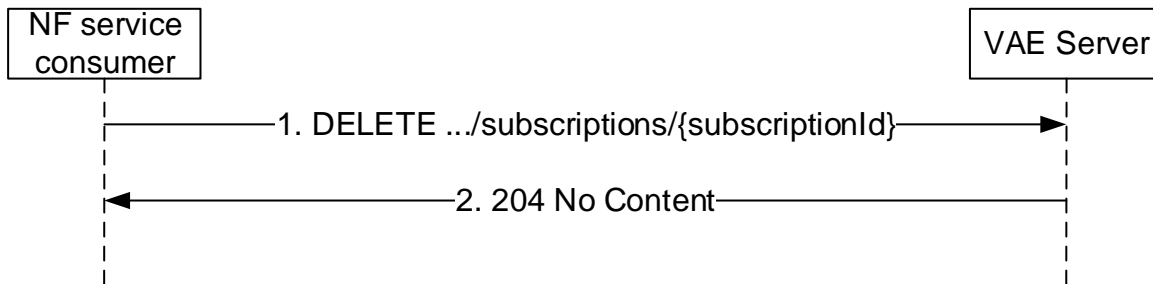 NF service
consumer
VAE Server
1. DELETE .../subscriptions/{subscriptionId}
2. 204 No Content